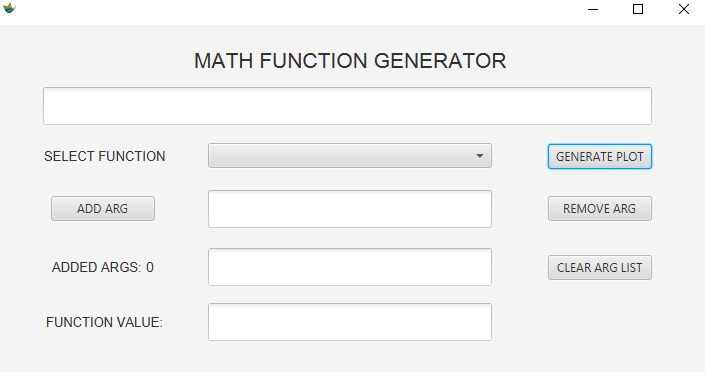 MATH FUNCTION GENERATOR
SELECT FUNCTION
GENERATE PLOT
ADD ARG
REMOVE ARG
ADDED ARGS: 0
CLEAR ARG LIST
FUNCTION VALUE: